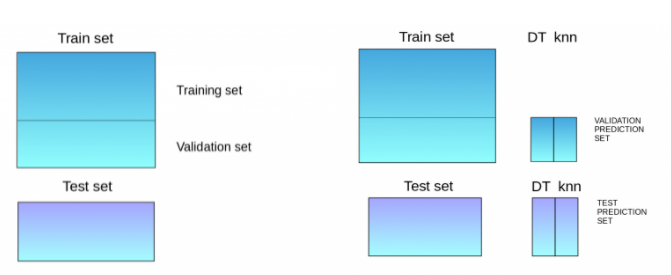 Train set
Training set
Validation set
Test set
Train set
DT knn
VALIDATION
PREDICTION
SET
Test set
DT knn
TEST
PREDICTION
SET